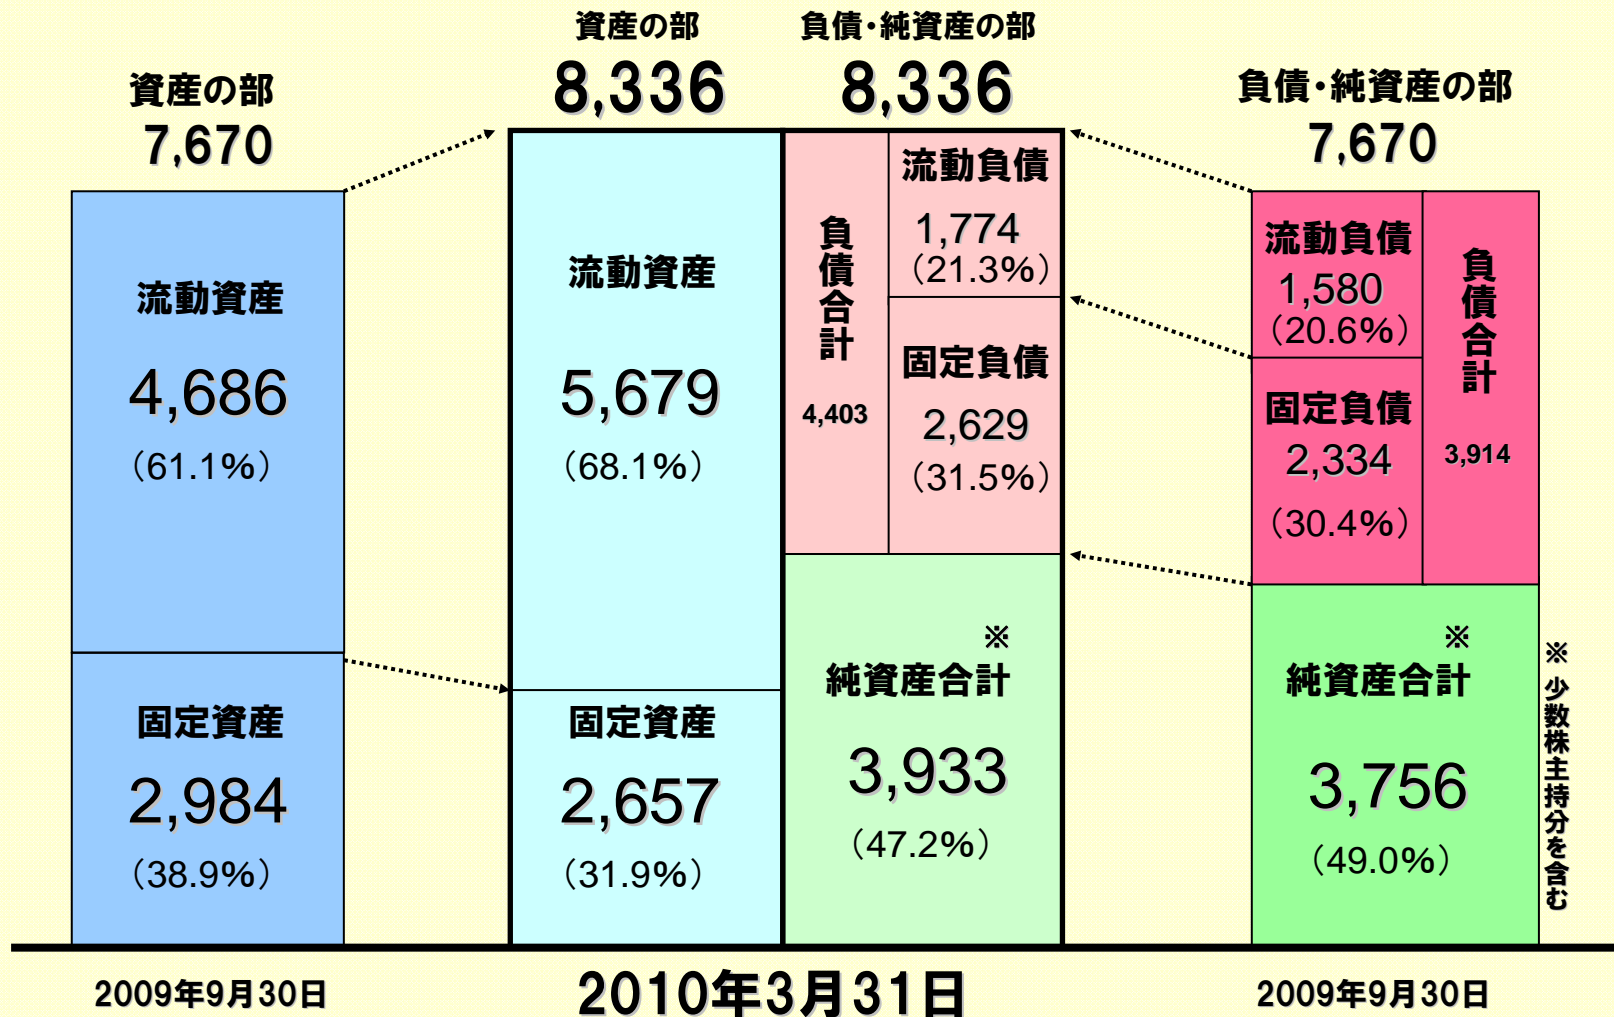 資産の部
7,670
流動資産
4,686
（61.1%）
固定資産
2,984
（38.9%）
2009年9月30日
資産の部
8,336
流動資産
5,679
（68.1%）
固定資産
2,657
（31.9%）
負債・純資産の部
8,336
負債合計
4,403
流動負債
1,774
（21.3%）
固定負債
2,629
（31.5%）
※
純資産合計
3,933
（47.2%）
2010年3月31日
負債・純資産の部
7,670
流動負債
1,580
（20.6%）
固定負債
2,334
（30.4%）
負債合計
3,914
※
純資産合計
3,756
（49.0%）
※ 少数株主持分を含む
2009年9月30日